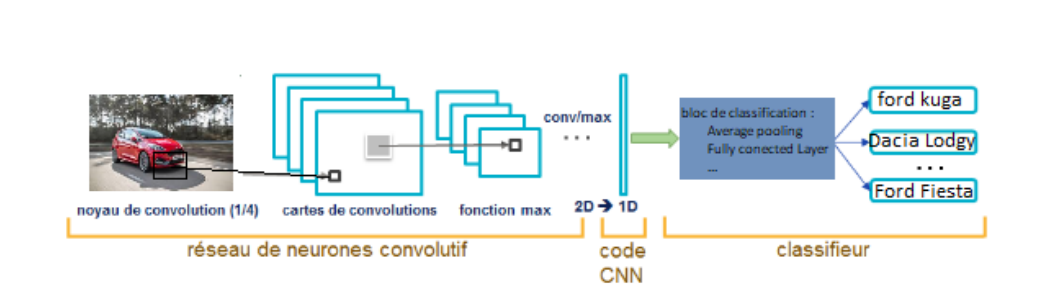 conv/max
...
bloc de classification :
Average pooling
Fully conected Layer
...
ford kuga
Dacia Lodgy
...
Ford Fiesta
noyau de convolution (1/4)
cartes de convolutions
fonction max
2D ➔ 1D
réseau de neurones convolutif
code
CNN
classifieur